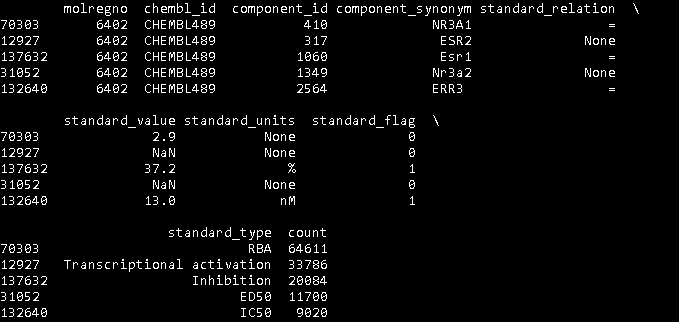 molregno chembl_id component_id component_synonym standard_relation \
70303 6402 CHEMBL489 410 NR3A1 =
12927 6402 CHEMBL489 317 ESR2 None
137632 6402 CHEMBL489 1060 Esr1 =
31052 6402 CHEMBL489 1349 Nr3a2 None
132640 6402 CHEMBL489 2564 ERR3 =
standard_value standard_units standard_flag \
70303 2.9 None 0
12927 NaN None 0
137632 37.2 % 1
31052 NaN None 0
132640 13.0 nM 1
standard_type count
70303 RBA 64611
12927 Transcriptional activation 33786
137632 Inhibition 20084
31052 ED50 11700
132640 IC50 9020